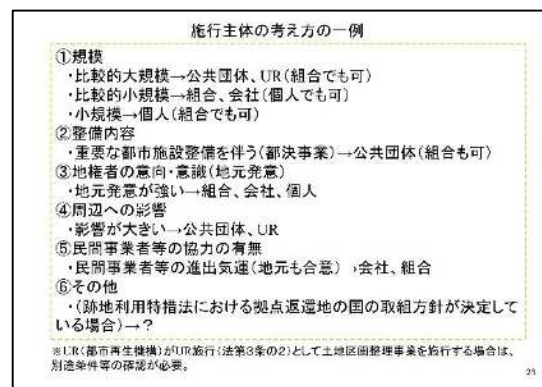 施行主体の考え方の一例
①規模
・比較的大規模→公共団体、UR(組合でも可)
・比較的小規模→組合、会社(個人でも可)
・小規模→個人(組合でも可)
②整備内容
・重要な都市施設整備を伴う(都決事業)→公共団体(組合も可)
③地権者の意向・意識(地元発意)
・地元発意が強い→組合、会社、個人
④周辺への影響
・影響が大きい→公共団体、UR
⑤民間事業者等の協力の有無
・民間事業者等の進出気運(地元も合意) →会社、組合
⑥その他
・(跡地利用特措法における拠点返還地の国の取組方針が決定して
いる場合)→?
※UR(都市再生機構)がUR施行(法第3条の2)として土地区画整理事業を施行する場合は、
別途条件等の確認が必要。
23